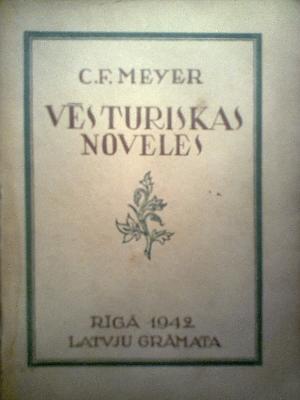 C.F. MEYER
VĒSTURISKAS
NOVELES
RĪGĀ 1942
LATVJU GRĀMATA